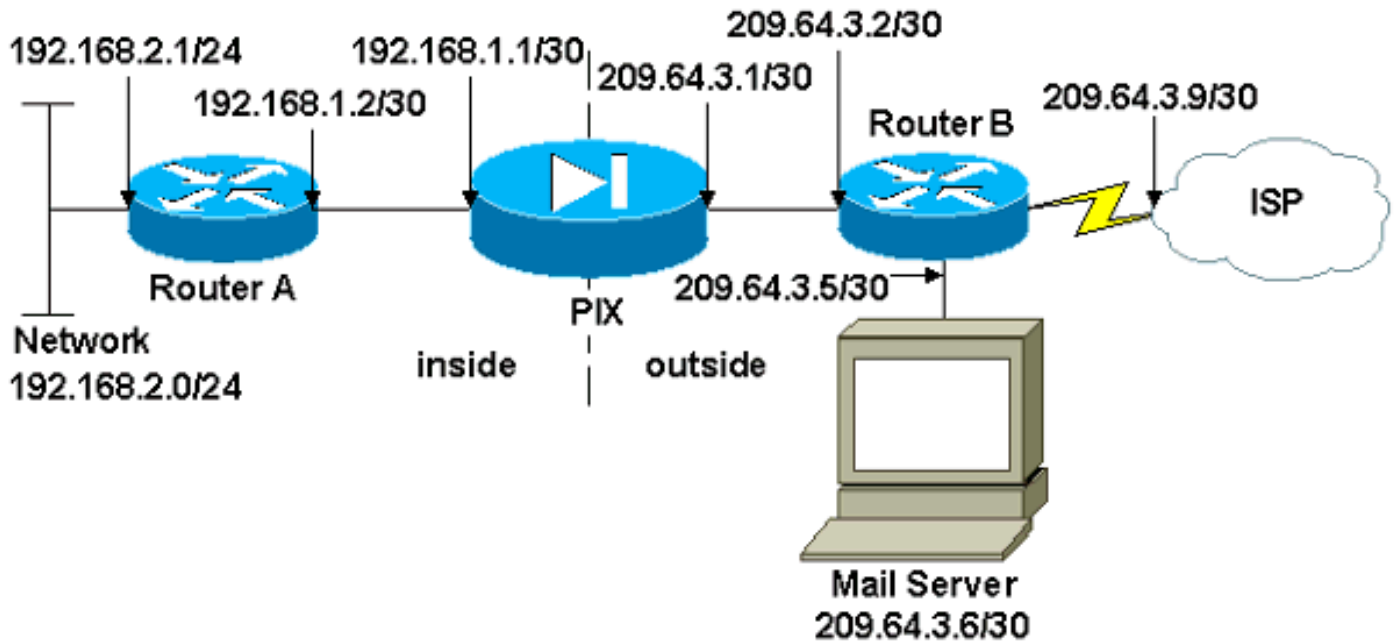 209.64.3.2/30
192.168.2.1/24
192.168.1.1/30
209.64.3.1/30
192.168.1.2/30
209.64.3.9/30
Router B
ISP
Router A
209.64.3.5/30
PIX
Network
192.168.2.0/24
inside
outside
Mail Server
209.64.3.6/30